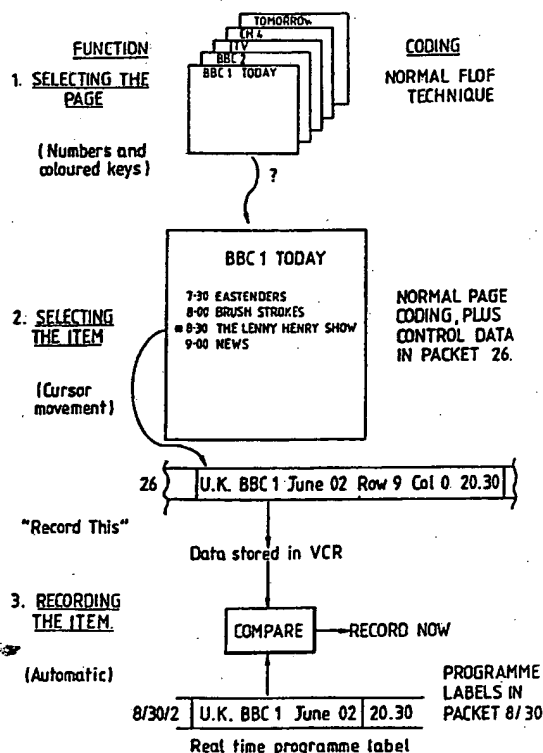 FUNCTION
CODING
TOMORROW
CH 4
ITV
BBC 2
BBC 1 TODAY
1. SELECTING THE
PAGE
NORMAL FLOF
TECHNIQUE
(Numbers and
coloured keys)
?
BBC 1 TODAY
7·30 EASTENDERS
8·00 BRUSH STROKES
8·30 THE LENNY HENRY SHOW
9·00 NEWS
2. SELECTING
THE ITEM
NORMAL PAGE
CODING, PLUS
CONTROL DATA
IN PACKET 26.
(Cursor
movement)
26 U.K. BBC 1 June 02 Row 9 Col 0 20.30
"Record This"
Data stored in VCR
3. RECORDING
THE ITEM.
COMPARE RECORD NOW
(Automatic)
PROGRAMME
LABELS IN
PACKET 8/30
8/30/2 U.K. BBC 1 June 02 20.30
Real time programme label